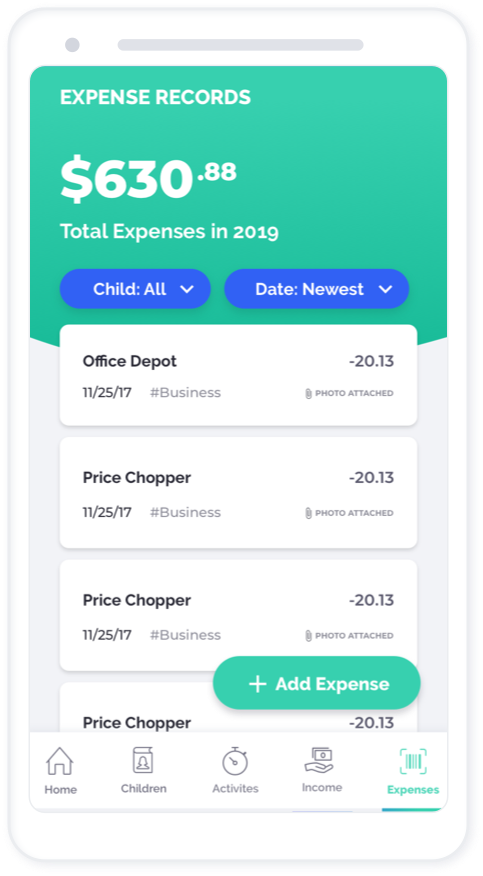 EXPENSE RECORDS
$630.88
Total Expenses in 2019
Child: All
Date: Newest
Office Depot -20.13
11/25/17 #Business PHOTO ATTACHED
Price Chopper -20.13
11/25/17 #Business PHOTO ATTACHED
Price Chopper -20.13
11/25/17 #Business PHOTO ATTACHED
+ Add Expense
Price Chopper -20.13
Home Children Activites Income Expenses